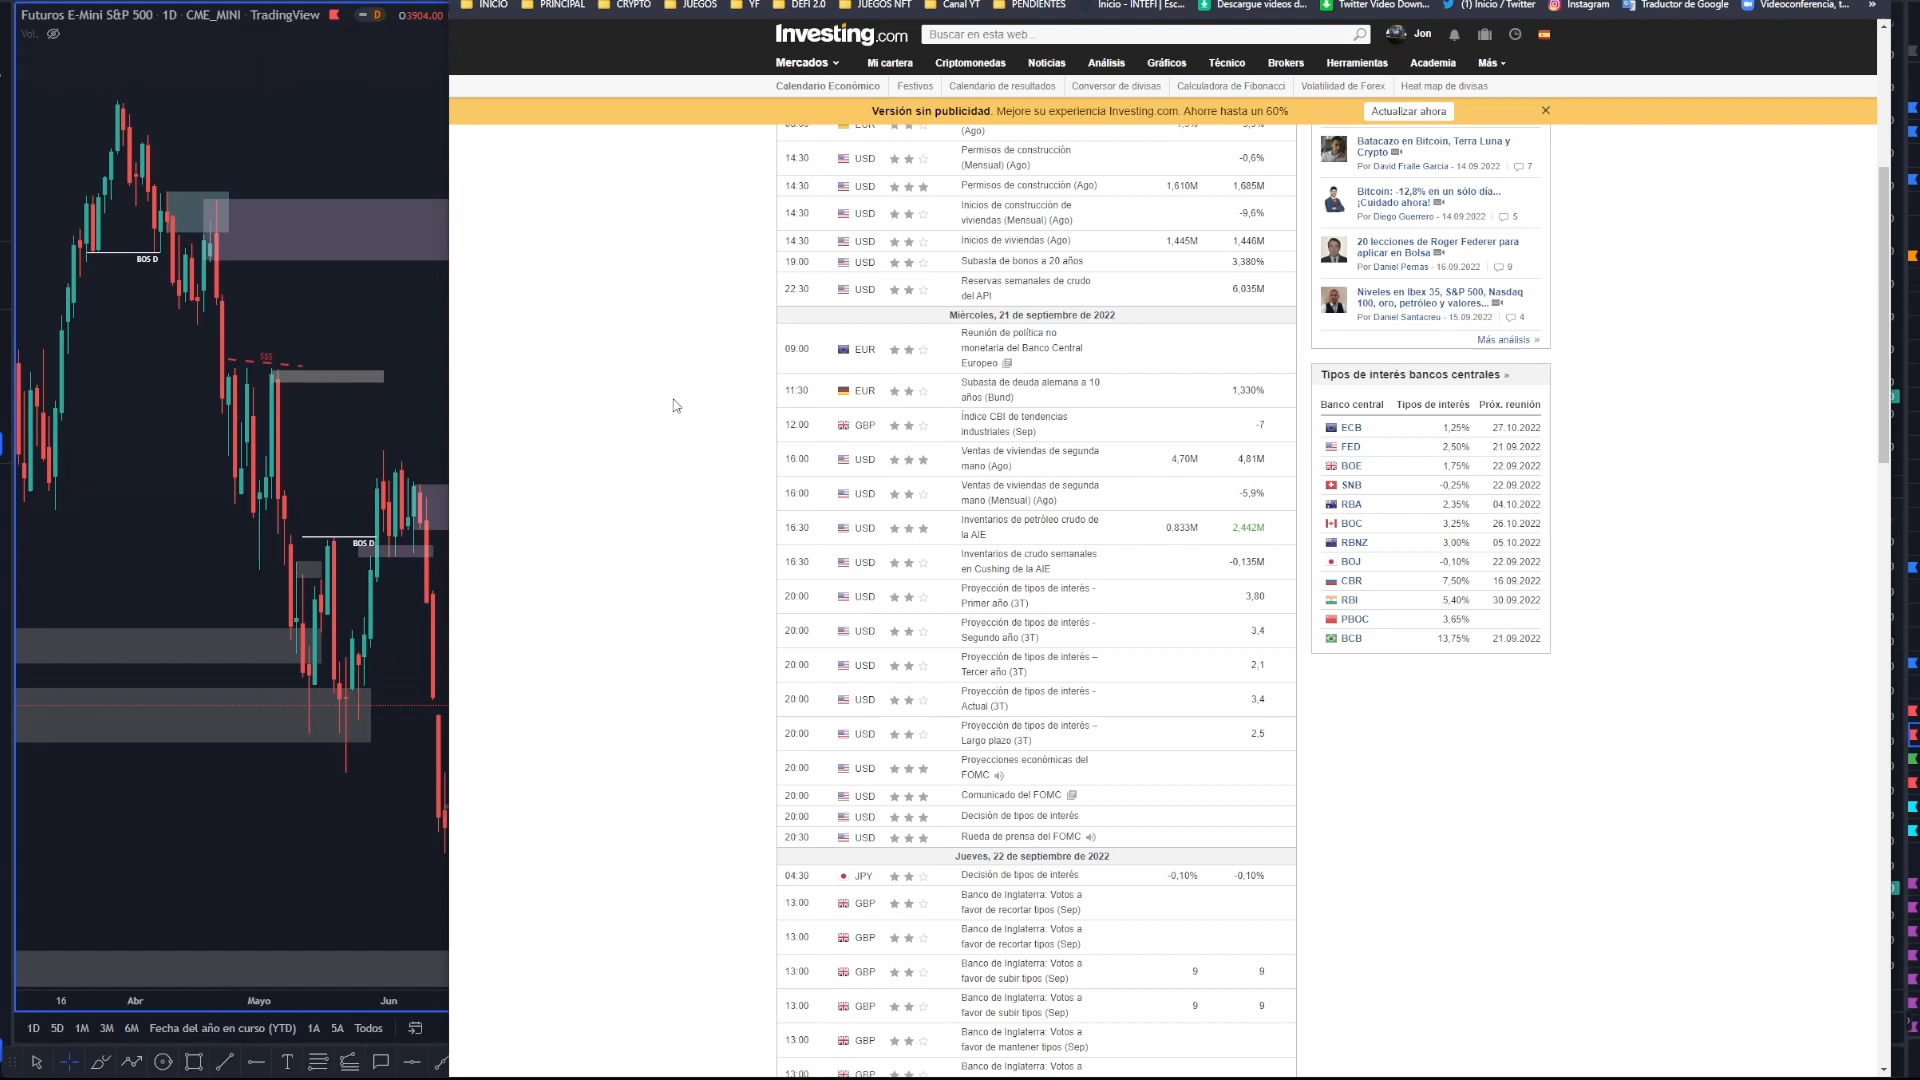 Futuros E-Mini S&P 500 · 1D · CME_MINI · TradingView
D
O3904.00
Vol.
BOS D
$$$
BOS D
16 Abr Mayo Jun
1D 5D 1M 3M 6M Fecha del año en curso (YTD) 1A 5A Todos
INICIO PRINCIPAL CRYPTO JUEGOS YF DEFI 2.0 JUEGOS NFT Canal YT PENDIENTES Inicio - INTEFI | Esc... Descargue videos d... Twitter Video Down... (1) Inicio / Twitter Instagram Traductor de Google Videoconferencia, t... »
Investing.com
Buscar en esta web...
Jon
Mercados Mi cartera Criptomonedas Noticias Análisis Gráficos Técnico Brokers Herramientas Academia Más
Calendario Económico Festivos Calendario de resultados Conversor de divisas Calculadora de Fibonacci Volatilidad de Forex Heat map de divisas
Versión sin publicidad. Mejore su experiencia Investing.com. Ahorre hasta un 60%
Actualizar ahora
EUR
(Ago)
14:30 USD Permisos de construcción
(Mensual) (Ago) -0,6%
14:30 USD Permisos de construcción (Ago) 1,610M 1,685M
14:30 USD Inicios de construcción de
viviendas (Mensual) (Ago) -9,6%
14:30 USD Inicios de viviendas (Ago) 1,445M 1,446M
19:00 USD Subasta de bonos a 20 años 3,380%
22:30 USD Reservas semanales de crudo
del API 6,035M
Miércoles, 21 de septiembre de 2022
09:00 EUR Reunión de política no
monetaria del Banco Central
Europeo
11:30 EUR Subasta de deuda alemana a 10
años (Bund) 1,330%
12:00 GBP Índice CBI de tendencias
industriales (Sep) -7
16:00 USD Ventas de viviendas de segunda
mano (Ago) 4,70M 4,81M
16:00 USD Ventas de viviendas de segunda
mano (Mensual) (Ago) -5,9%
16:30 USD Inventarios de petróleo crudo de
la AIE 0,833M 2,442M
16:30 USD Inventarios de crudo semanales
en Cushing de la AIE -0,135M
20:00 USD Proyección de tipos de interés -
Primer año (3T) 3,80
20:00 USD Proyección de tipos de interés -
Segundo año (3T) 3,4
20:00 USD Proyección de tipos de interés –
Tercer año (3T) 2,1
20:00 USD Proyección de tipos de interés -
Actual (3T) 3,4
20:00 USD Proyección de tipos de interés –
Largo plazo (3T) 2,5
20:00 USD Proyecciones económicas del
FOMC
20:00 USD Comunicado del FOMC
20:00 USD Decisión de tipos de interés
20:30 USD Rueda de prensa del FOMC
Jueves, 22 de septiembre de 2022
04:30 JPY Decisión de tipos de interés -0,10% -0,10%
13:00 GBP Banco de Inglaterra: Votos a
favor de recortar tipos (Sep)
13:00 GBP Banco de Inglaterra: Votos a
favor de recortar tipos (Sep)
13:00 GBP Banco de Inglaterra: Votos a
favor de subir tipos (Sep) 9 9
13:00 GBP Banco de Inglaterra: Votos a
favor de subir tipos (Sep) 9 9
13:00 GBP Banco de Inglaterra: Votos a
favor de mantener tipos (Sep)
13:00 GBP Banco de Inglaterra: Votos a
Batacazo en Bitcoin, Terra Luna y
Crypto
Por David Fraile Garcia - 14.09.2022 7
Bitcoin: -12,8% en un sólo día...
¡Cuidado ahora!
Por Diego Guerrero - 14.09.2022 5
20 lecciones de Roger Federer para
aplicar en Bolsa
Por Daniel Pernas - 16.09.2022 9
Niveles en Ibex 35, S&P 500, Nasdaq
100, oro, petróleo y valores...
Por Daniel Santacreu - 15.09.2022 4
Más análisis »
Tipos de interés bancos centrales »
Banco central Tipos de interés Próx. reunión
ECB 1,25% 27.10.2022
FED 2,50% 21.09.2022
BOE 1,75% 22.09.2022
SNB -0,25% 22.09.2022
RBA 2,35% 04.10.2022
BOC 3,25% 26.10.2022
RBNZ 3,00% 05.10.2022
BOJ -0,10% 22.09.2022
CBR 7,50% 16.09.2022
RBI 5,40% 30.09.2022
PBOC 3,65%
BCB 13,75% 21.09.2022